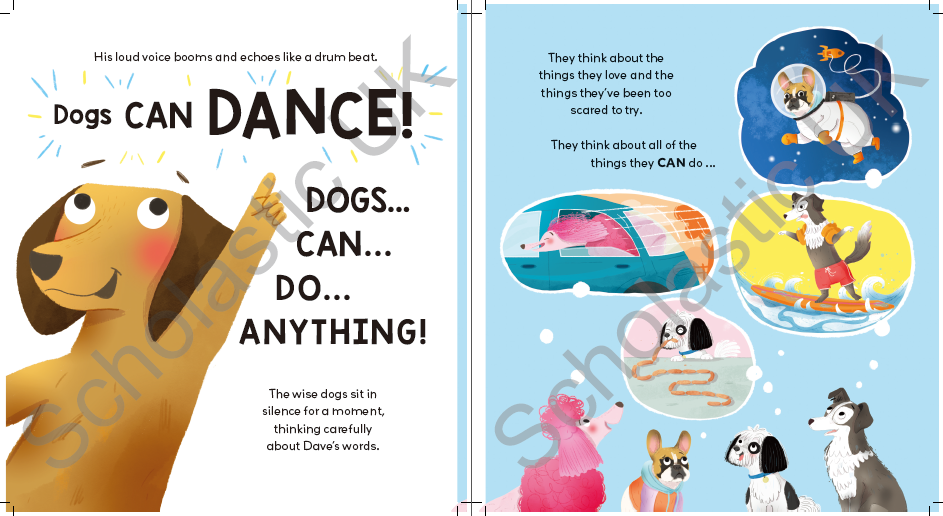 His loud voice booms and echoes like a drum beat.
Dogs CAN DANCE!
DOGS...
CAN...
DO...
ANYTHING!
The wise dogs sit in
silence for a moment,
thinking carefully
about Dave's words.
They think about the
things they love and the
things they've been too
scared to try.
They think about all of the
things they CAN do ...
Scholastic UK
Scholastic UK